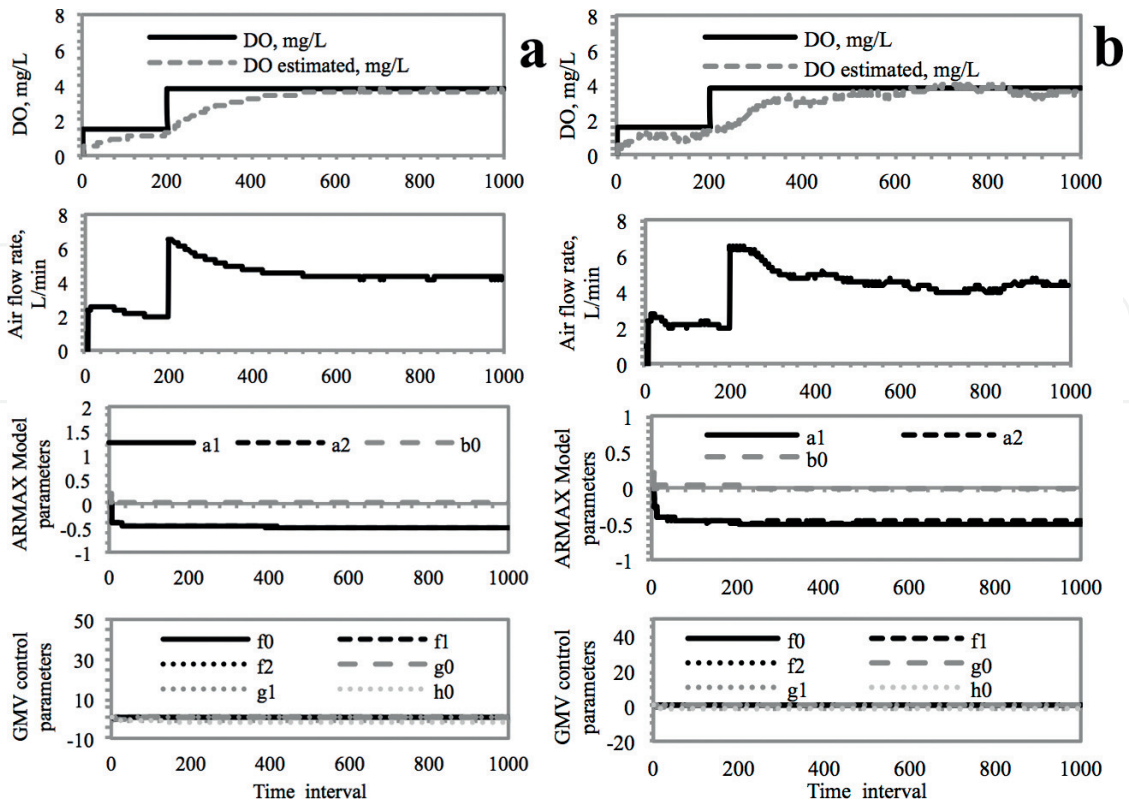 a
8
6
4
2
0
DO, mg/L
DO, mg/L
DO estimated, mg/L
0 200 400 600 800 1000
8
6
4
2
0
Air flow rate,
L/min
0 200 400 600 800 1000
2
1.5
1
0.5
0
-0.5
-1
ARMAX Model
parameters
a1 a2 b0
0 200 400 600 800 1000
50
30
10
-10
GMV control
parameters
f0 f1
f2 g0
g1 h0
0 200 400 600 800 1000
Time interval
b
8
6
4
2
0
DO, mg/L
DO, mg/L
DO estimated, mg/L
0 200 400 600 800 1000
8
6
4
2
0
Air flow rate,
L/min
0 200 400 600 800 1000
1
0.5
0
-0.5
-1
ARMAX Model
parameters
a1 a2
b0
0 200 400 600 800 1000
40
20
0
-20
GMV control
parameters
f0 f1
f2 g0
g1 h0
0 200 400 600 800 1000
Time interval